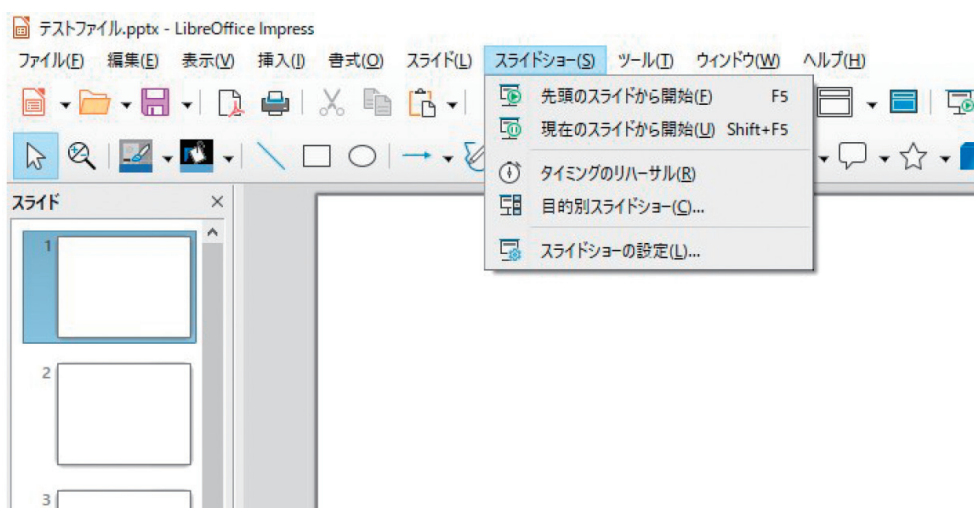 テストファイル.pptx - LibreOffice Impress
ファイル(F) 編集(E) 表示(V) 挿入(I) 書式(O) スライド(L) スライドショー(S) ツール(T) ウィンドウ(W) ヘルプ(H)
先頭のスライドから開始(F) F5
現在のスライドから開始(U) Shift+F5
タイミングのリハーサル(R)
目的別スライドショー(C)...
スライドショーの設定(L)...
スライド
1
2
3